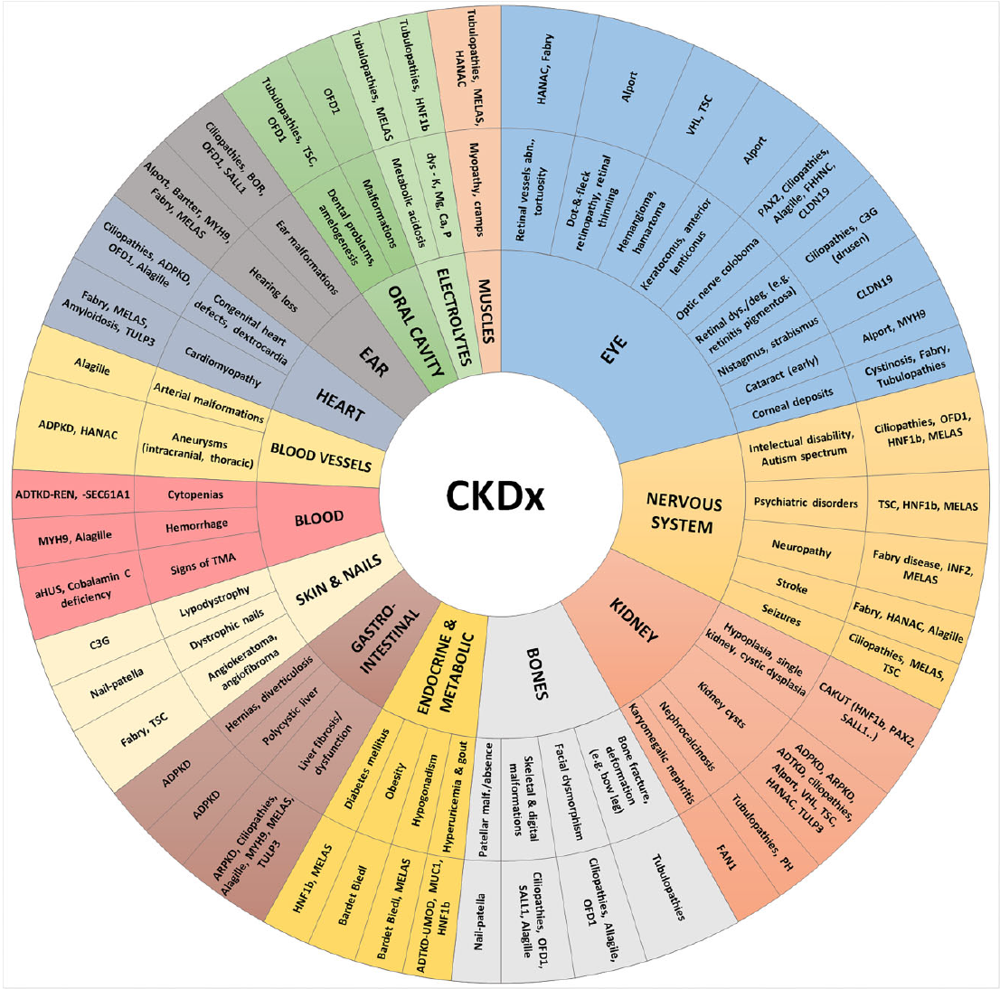 CKDx
EYE
Retinal vessels abn.,
tortuosity
HANAC, Fabry
Dot-&-fleck
retinopathy, retinal
thinning
Alport
Hemangioma,
hamartoma
VHL, TSC
Keratoconus, anterior
lenticonus
Alport
Optic nerve coloboma
PAX2, Ciliopathies,
Alagille, FHHNC,
CLDN19
Retinal dys./deg. (e.g.
retinitis pigmentosa)
Ciliopathies, C3G
(drusen)
Nistagmus, strabismus
CLDN19
Cataract (early)
Alport, MYH9
Corneal deposits
Cystinosis, Fabry,
Tubulopathies
NERVOUS
SYSTEM
Intelectual disability,
Autism spectrum
Ciliopathies, OFD1,
HNF1b, MELAS
Psychiatric disorders
TSC, HNF1b, MELAS
Neuropathy
Fabry disease, INF2,
MELAS
Stroke
Fabry, HANAC, Alagille
Seizures
Ciliopathies, MELAS,
TSC
KIDNEY
Hypoplasia, single
kidney, cystic dysplasia
CAKUT (HNF1b, PAX2,
SALL1..)
Kidney cysts
ADPKD, ARPKD,
ADTKD, ciliopathies,
Alport, VHL, TSC,
HANAC, TULP3
Nephrocalcinosis
Tubulopathies, PH
Karyomegalic nephritis
FAN1
BONES
Bone fracture,
deformation
(e.g. bow leg)
Tubulopathies
Facial dysmorphism
Ciliopathies, Allagile,
OFD1
Skeletal & digital
malformations
Ciliopathies, OFD1,
SALL1, Alagille
Patellar malf./absence
Nail-patella
ENDOCRINE &
METABOLIC
Hyperuricemia & gout
ADTKD-UMOD, MUC1,
HNF1b
Hypogonadism
Bardet Biedl, MELAS
Obesity
Bardet Biedl
Diabetes mellitus
HNF1b, MELAS
GASTRO-
INTESTINAL
Liver fibrosis/
dysfunction
ARPKD, Ciliopathies,
Alagille, MYH9, MELAS,
TULP3
Polycystic liver
ADPKD
Hernias, diverticulosis
ADPKD
SKIN & NAILS
Angiokeratoma,
angiofibroma
Fabry, TSC
Dystrophic nails
Nail-patella
Lypodystrophy
C3G
BLOOD
Signs of TMA
aHUS, Cobalamin C
deficiency
Hemorrhage
MYH9, Alagille
Cytopenias
ADTKD-REN, -SEC61A1
BLOOD VESSELS
Aneurysms
(intracranial, thoracic)
ADPKD, HANAC
Arterial malformations
Alagille
HEART
Cardiomyopathy
Fabry, MELAS,
Amyloidosis, TULP3
Congenital heart
defects, dextrocardia
Ciliopathies, ADPKD,
OFD1, Alagille
EAR
Hearing loss
Alport, Bartter, MYH9,
Fabry, MELAS
Ear malformations
Ciliopathies, BOR,
OFD1, SALL1
ORAL CAVITY
Dental problems,
amelogenesis
Tubulopathies, TSC,
OFD1
Malformations
OFD1
ELECTROLYTES
Metabolic acidosis
Tubulopathies, MELAS
dys - K, Mg, Ca, P
Tubulopathies, HNF1b
MUSCLES
Myopathy, cramps
Tubulopathies, MELAS,
HANAC